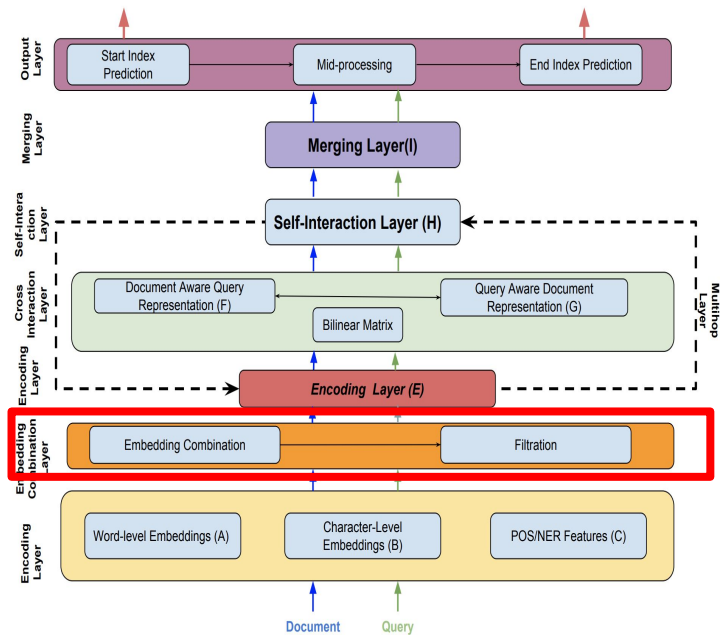 Output
Layer
Start Index
Prediction
Mid-processing
End Index Prediction
Merging
Layer
Merging Layer(I)
Self-Intera
ction
Layer
Self-Interaction Layer (H)
Cross
Interaction
Layer
Document Aware Query
Representation (F)
Query Aware Document
Representation (G)
Bilinear Matrix
Mutihop
Layer
Encoding
Layer
Encoding Layer (E)
Embedding
Combination
Layer
Embedding Combination
Filtration
Encoding
Layer
Word-level Embeddings (A)
Character-Level
Embeddings (B)
POS/NER Features (C)
Document
Query